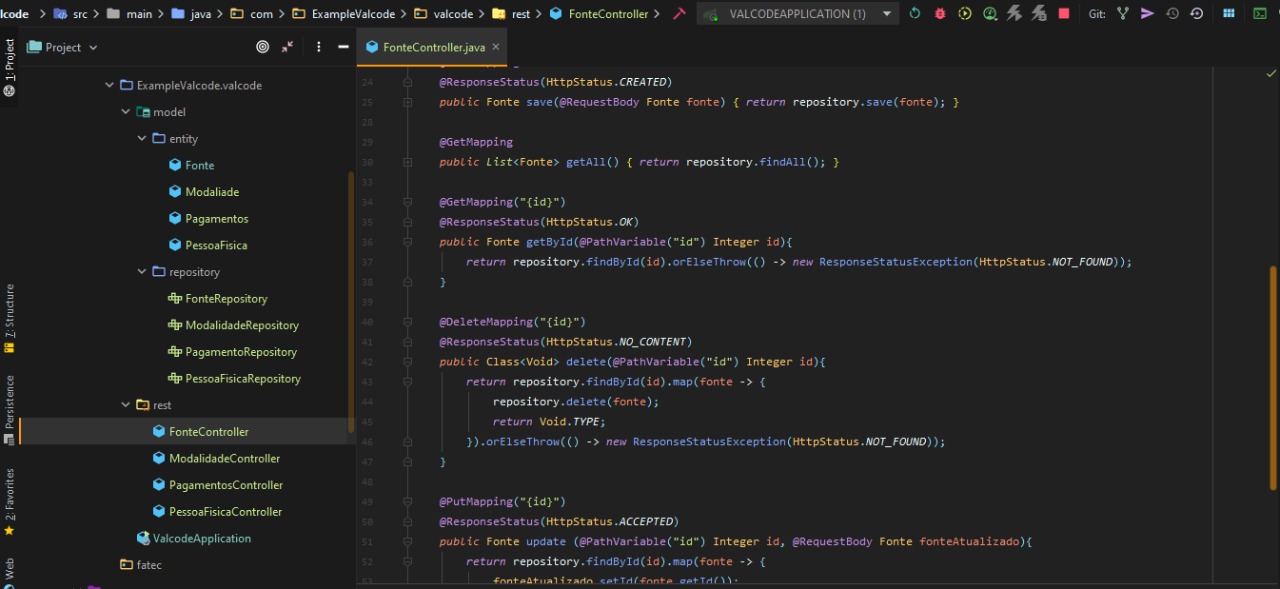 lcode > src > main > java > com > ExampleValcode > valcode > rest > FonteController > VALCODEAPPLICATION (1) Git:
Project
FonteController.java ×
1: Project
7: Structure
Persistence
2: Favorites
Web
ExampleValcode.valcode
model
entity
Fonte
Modaliade
Pagamentos
PessoaFisica
repository
FonteRepository
ModalidadeRepository
PagamentoRepository
PessoaFisicaRepository
rest
FonteController
ModalidadeController
PagamentosController
PessoaFisicaController
ValcodeApplication
fatec
24 @ResponseStatus(HttpStatus.CREATED)
25 public Fonte save(@RequestBody Fonte fonte) { return repository.save(fonte); }
28
29 @GetMapping
30 public List<Fonte> getAll() { return repository.findAll(); }
33
34 @GetMapping("{id}")
35 @ResponseStatus(HttpStatus.OK)
36 public Fonte getById(@PathVariable("id") Integer id){
37 return repository.findById(id).orElseThrow(() -> new ResponseStatusException(HttpStatus.NOT_FOUND));
38 }
39
40 @DeleteMapping("{id}")
41 @ResponseStatus(HttpStatus.NO_CONTENT)
42 public Class<Void> delete(@PathVariable("id") Integer id){
43 return repository.findById(id).map(fonte -> {
44 repository.delete(fonte);
45 return Void.TYPE;
46 }).orElseThrow(() -> new ResponseStatusException(HttpStatus.NOT_FOUND));
47 }
48
49 @PutMapping("{id}")
50 @ResponseStatus(HttpStatus.ACCEPTED)
51 public Fonte update (@PathVariable("id") Integer id, @RequestBody Fonte fonteAtualizado){
52 return repository.findById(id).map(fonte -> {
53 fonteAtualizado.setId(fonte.getId());